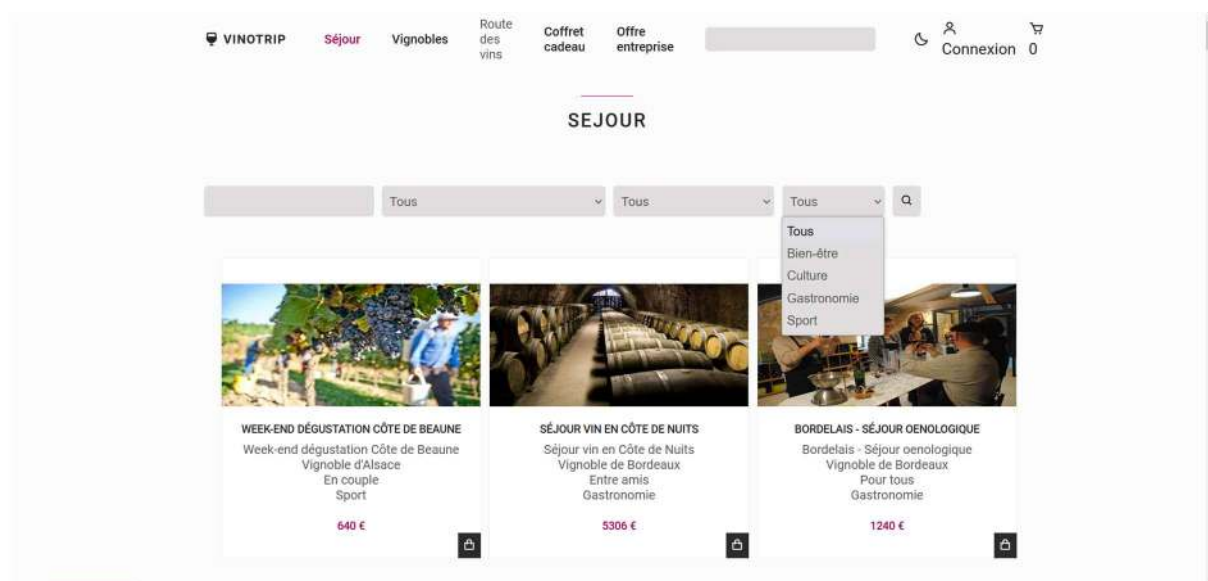 VINOTRIP
Séjour
Vignobles
Route
des
vins
Coffret
cadeau
Offre
entreprise
Connexion
0
SEJOUR
Tous
Tous
Tous
Tous
Bien-être
Culture
Gastronomie
Sport
WEEK-END DÉGUSTATION CÔTE DE BEAUNE
Week-end dégustation Côte de Beaune
Vignoble d'Alsace
En couple
Sport
640 €
SÉJOUR VIN EN CÔTE DE NUITS
Séjour vin en Côte de Nuits
Vignoble de Bordeaux
Entre amis
Gastronomie
5306 €
BORDELAIS - SÉJOUR OENOLOGIQUE
Bordelais - Séjour oenologique
Vignoble de Bordeaux
Pour tous
Gastronomie
1240 €